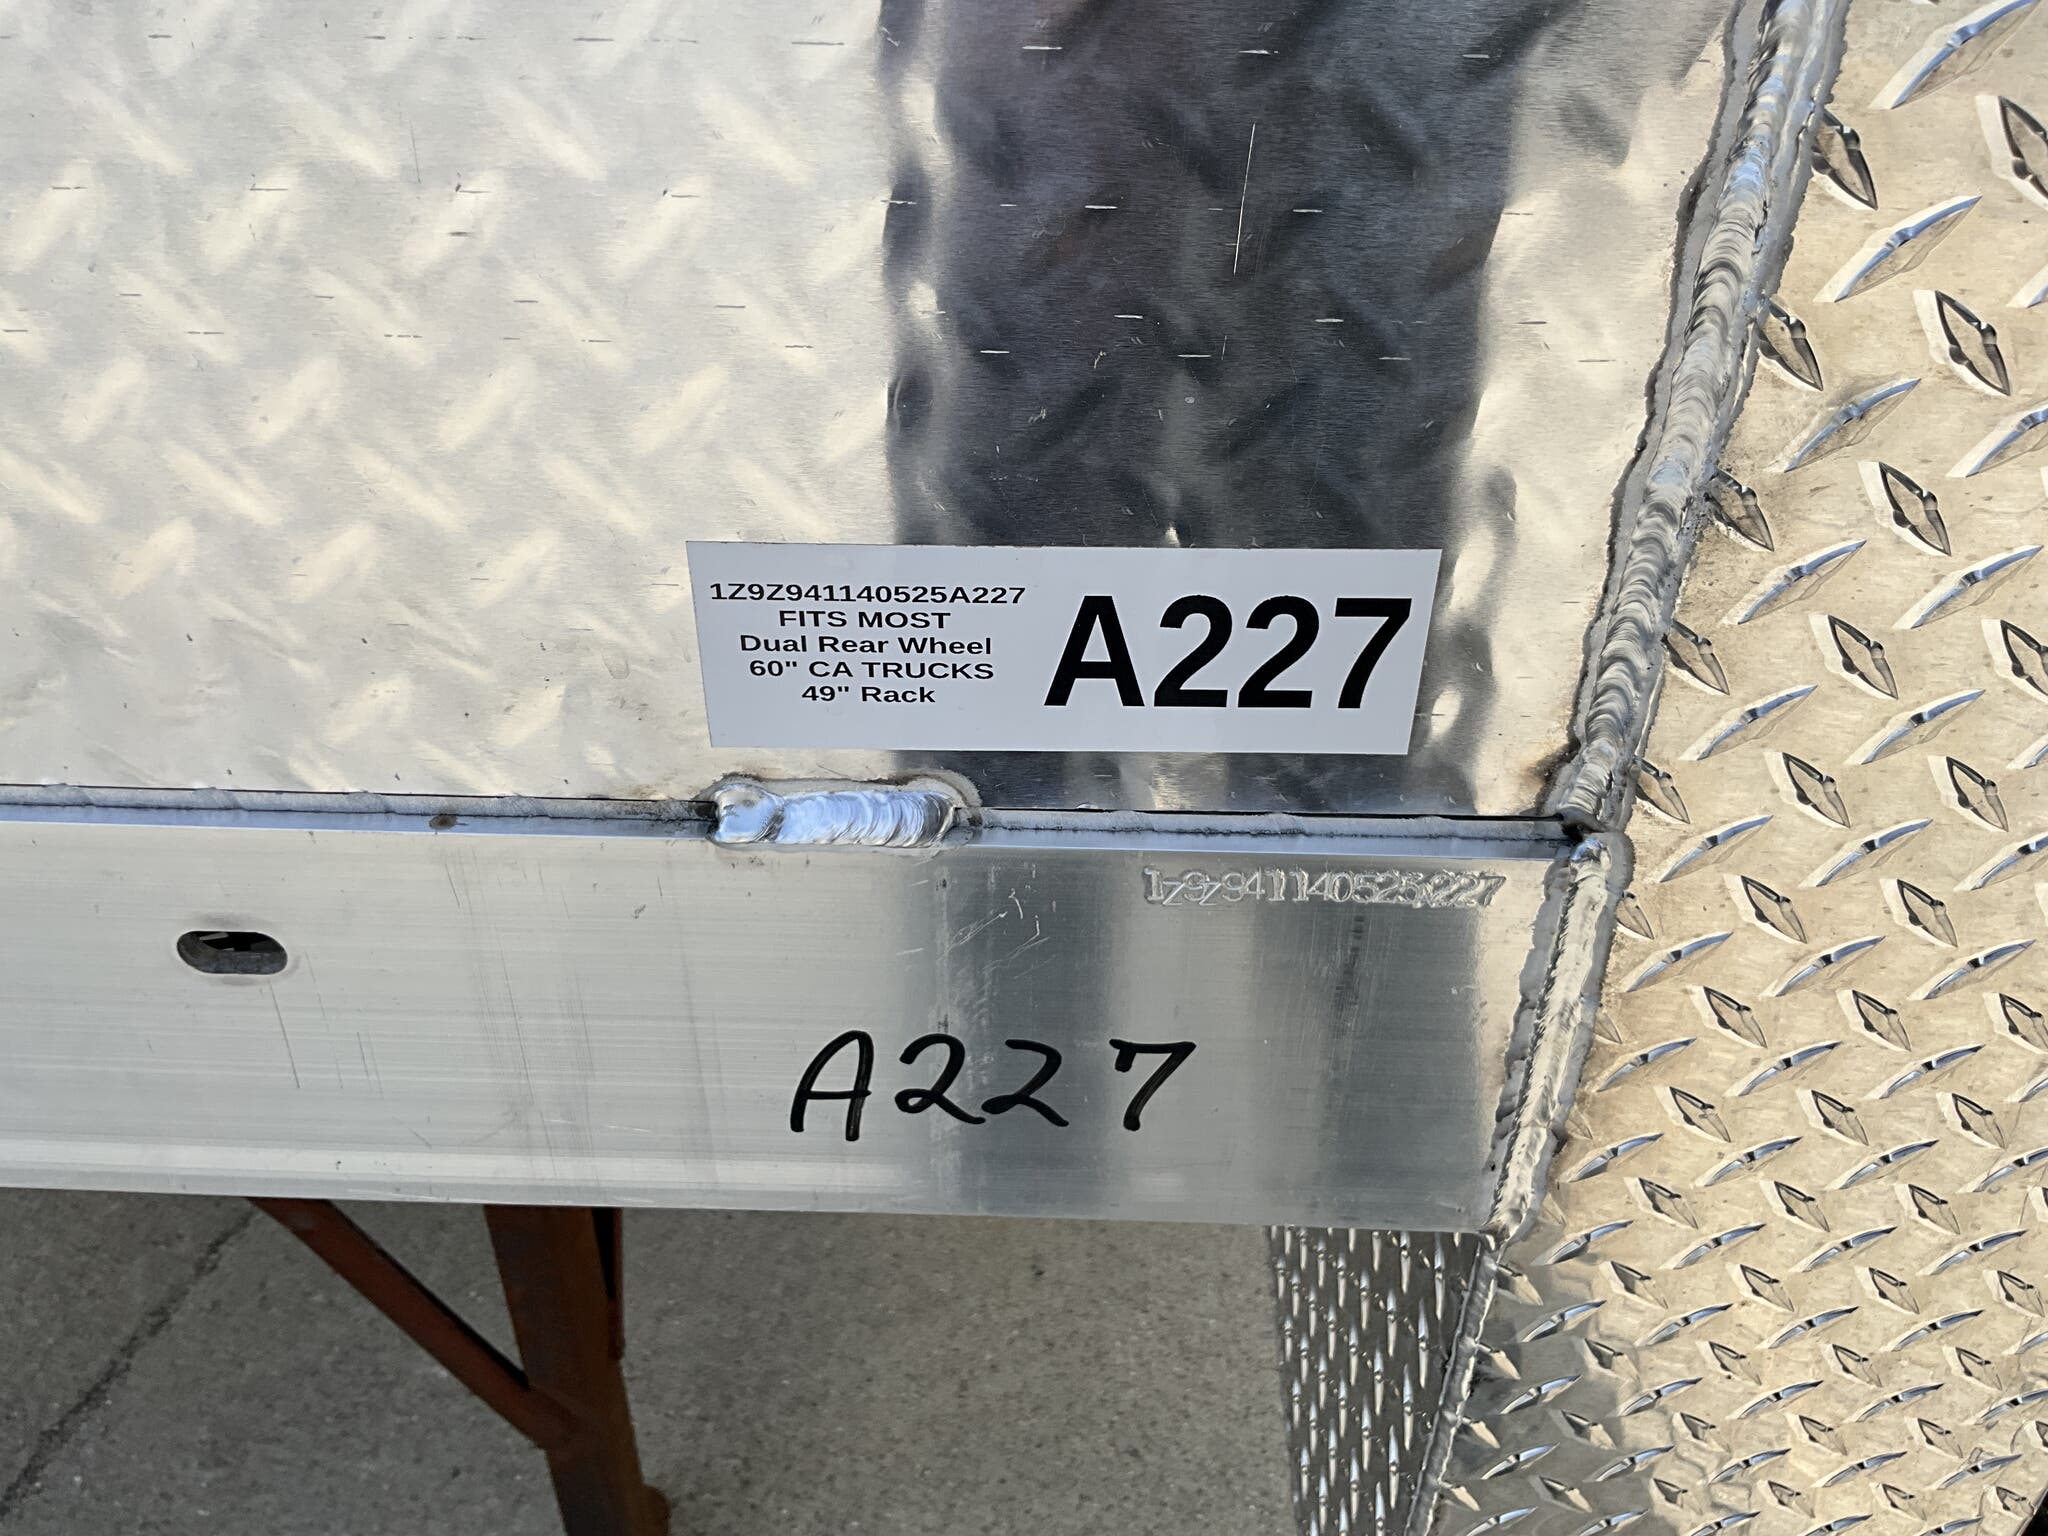 1Z9Z941140525A227
FITS MOST
Dual Rear Wheel
60" CA TRUCKS
49" Rack
A227
1Z9Z941140525A227
A227